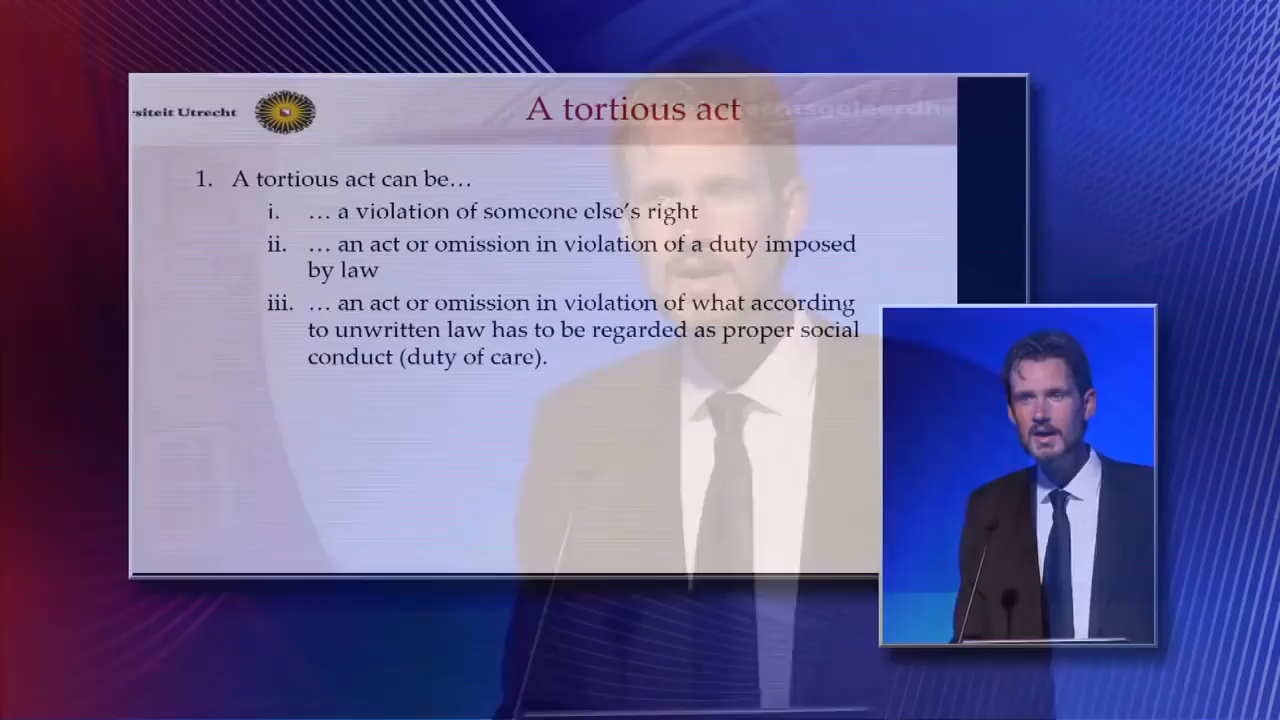 siteit Utrecht
A tortious act
1. A tortious act can be…
i. … a violation of someone else’s right
ii. … an act or omission in violation of a duty imposed
by law
iii. … an act or omission in violation of what according
to unwritten law has to be regarded as proper social
conduct (duty of care).